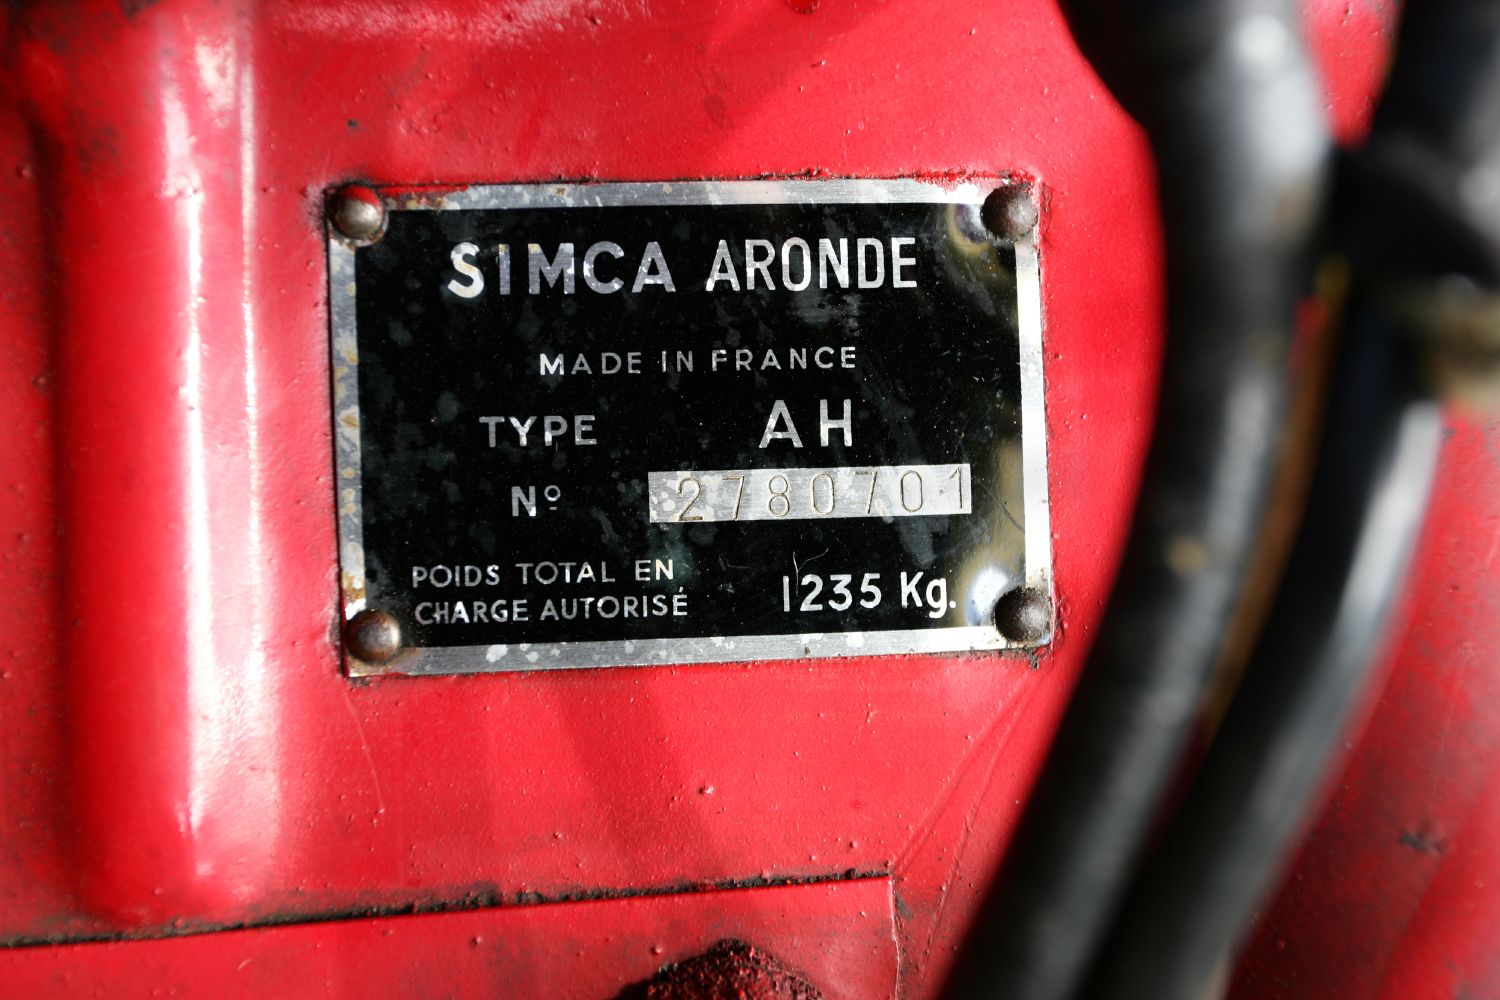 SIMCA ARONDE
MADE IN FRANCE
TYPE AH
Nº 2780701
POIDS TOTAL EN
CHARGE AUTORISÉ 1235 Kg.